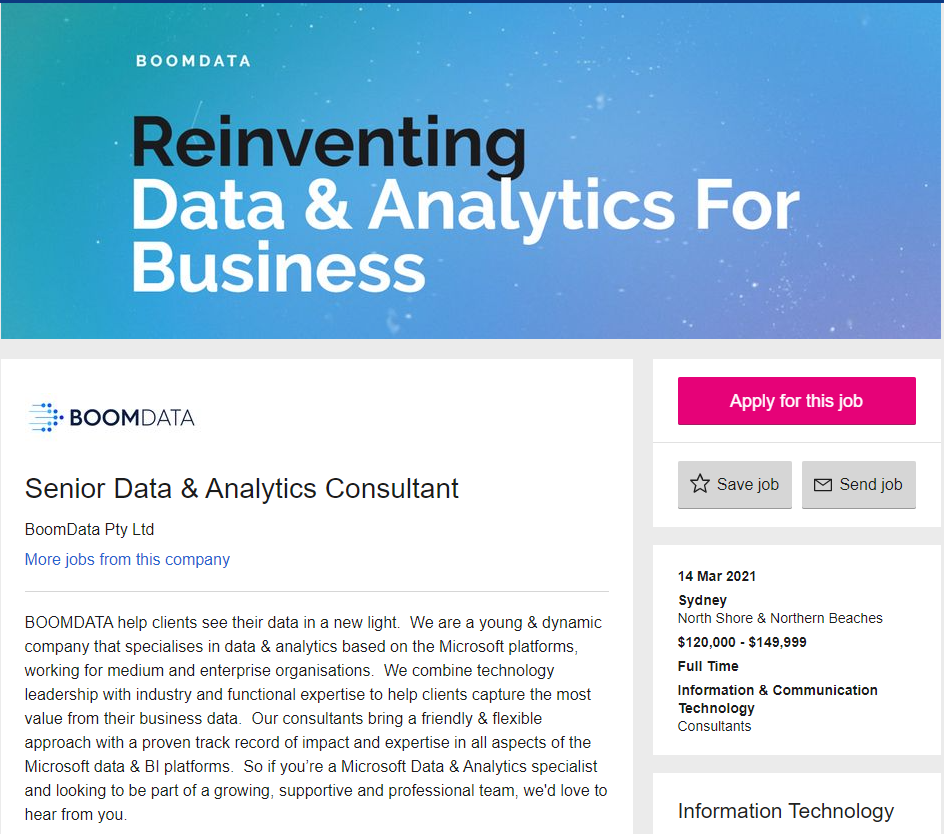 BOOMDATA
Reinventing
Data & Analytics For
Business
BOOMDATA
Senior Data & Analytics Consultant
BoomData Pty Ltd
More jobs from this company
BOOMDATA help clients see their data in a new light.  We are a young & dynamic
company that specialises in data & analytics based on the Microsoft platforms,
working for medium and enterprise organisations.  We combine technology
leadership with industry and functional expertise to help clients capture the most
value from their business data.  Our consultants bring a friendly & flexible
approach with a proven track record of impact and expertise in all aspects of the
Microsoft data & BI platforms.  So if you’re a Microsoft Data & Analytics specialist
and looking to be part of a growing, supportive and professional team, we'd love to
hear from you.
Apply for this job
Save job
Send job
14 Mar 2021
Sydney
North Shore & Northern Beaches
$120,000 - $149,999
Full Time
Information & Communication
Technology
Consultants
Information Technology